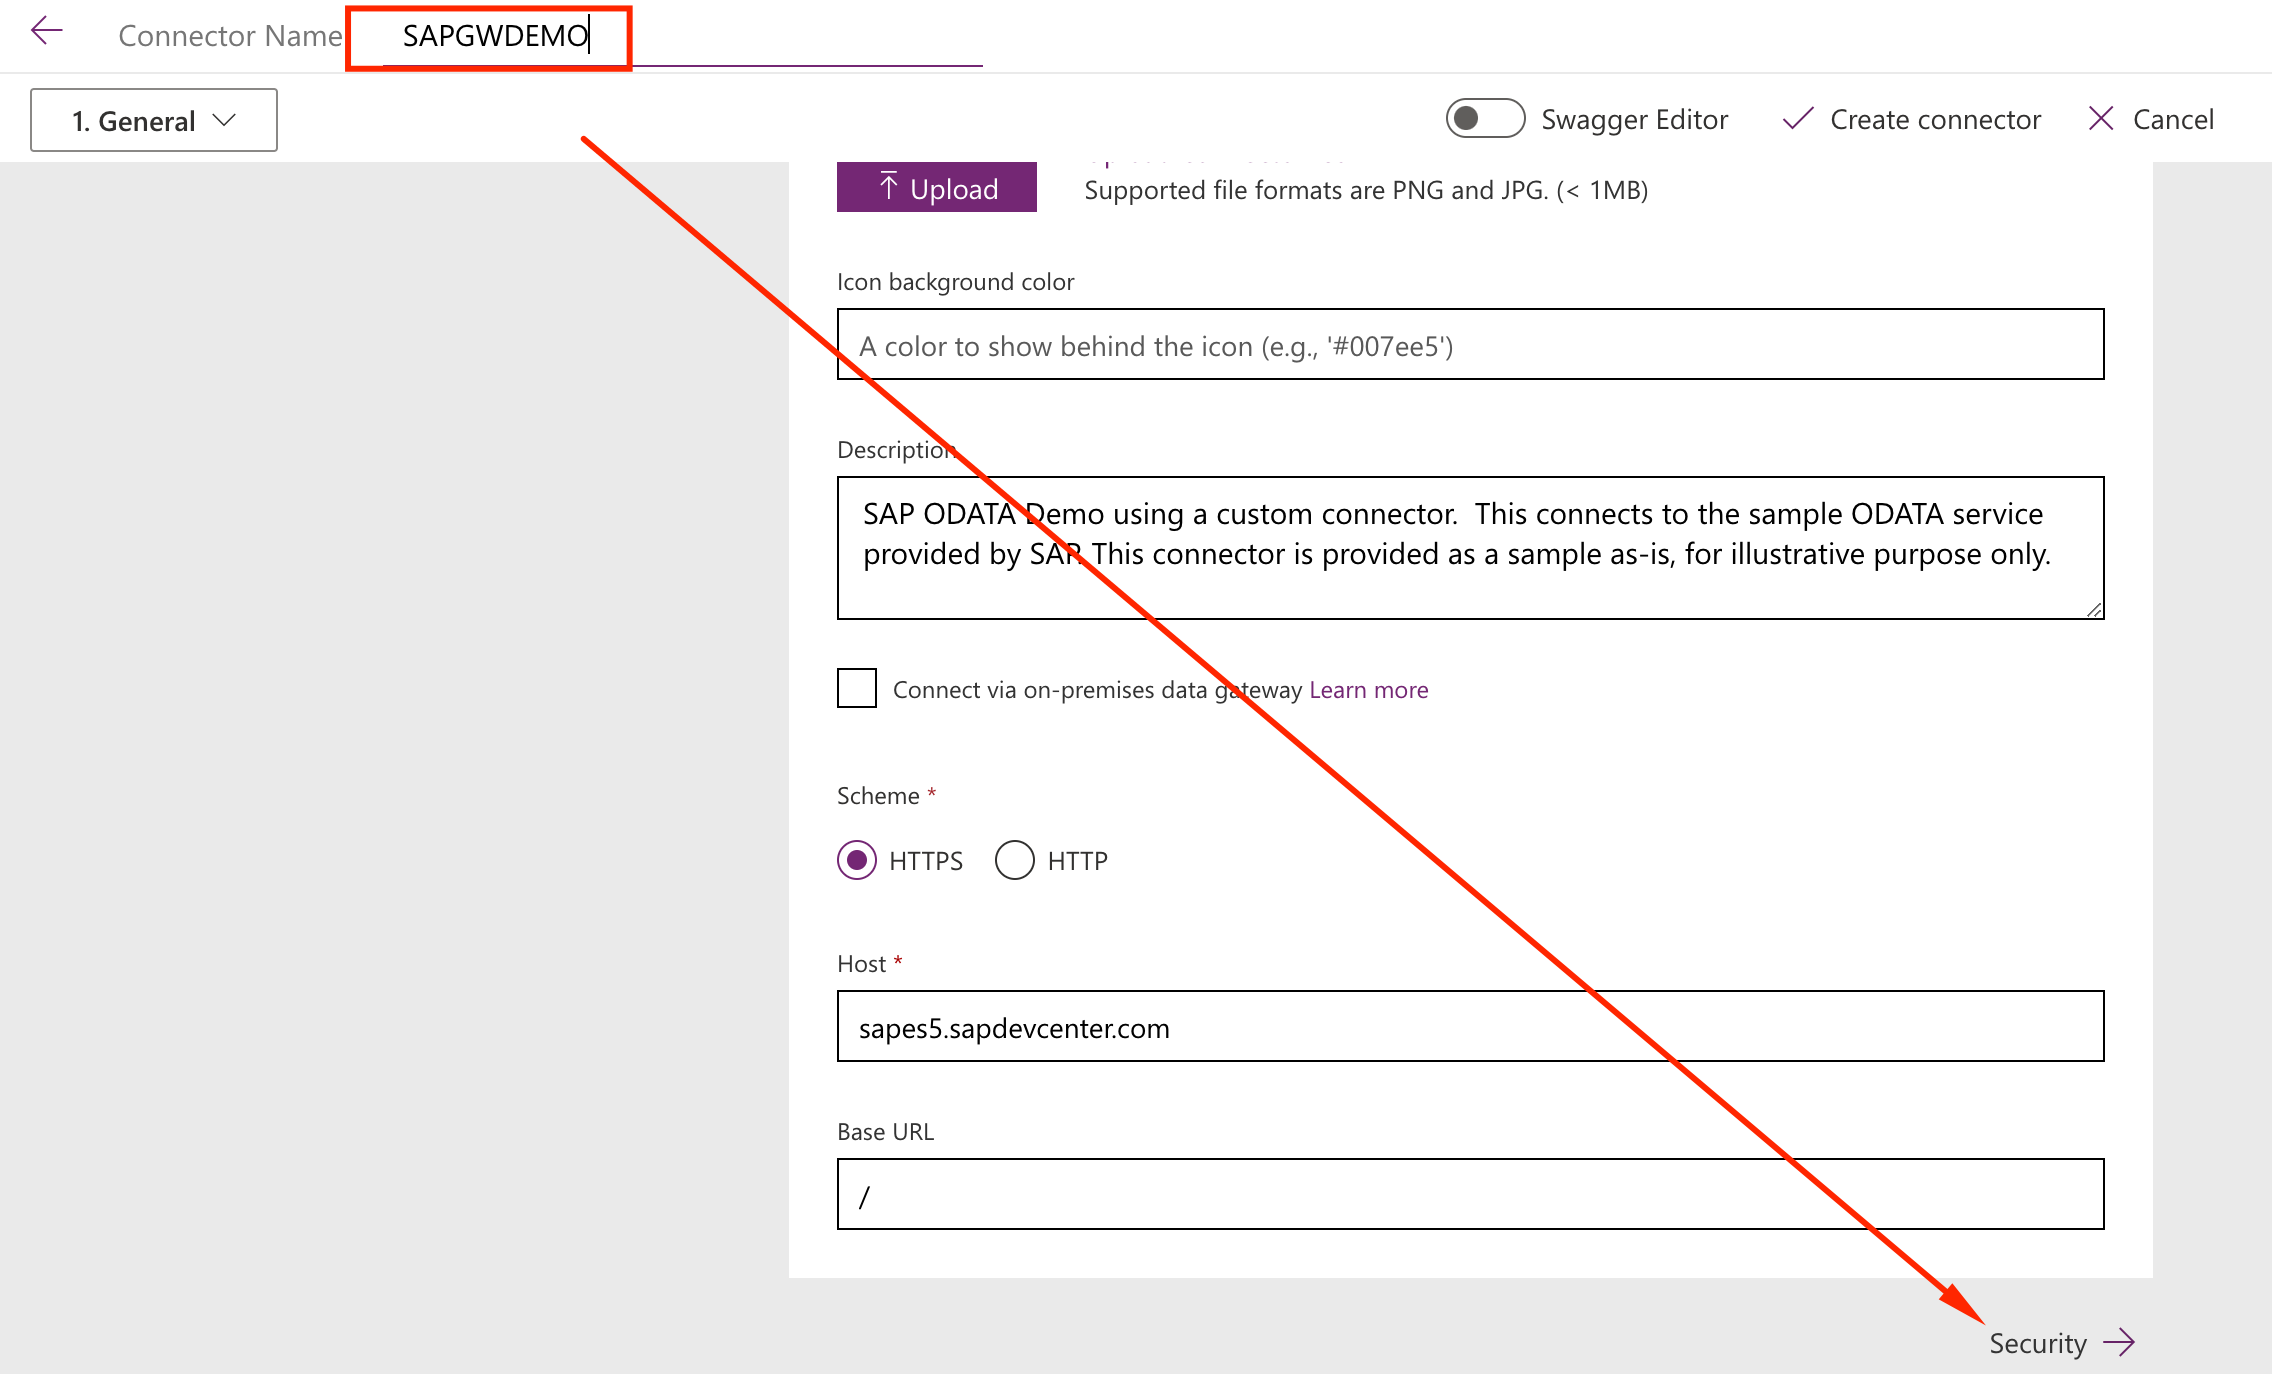 Connector Name SAPGWDEMO
1. General
Swagger Editor
Create connector
Cancel
Upload
Supported file formats are PNG and JPG. (< 1MB)
Icon background color
A color to show behind the icon (e.g., '#007ee5')
Description
SAP ODATA Demo using a custom connector.  This connects to the sample ODATA service
provided by SAP. This connector is provided as a sample as-is, for illustrative purpose only.
Connect via on-premises data gateway Learn more
Scheme *
HTTPS
HTTP
Host *
sapes5.sapdevcenter.com
Base URL
/
Security